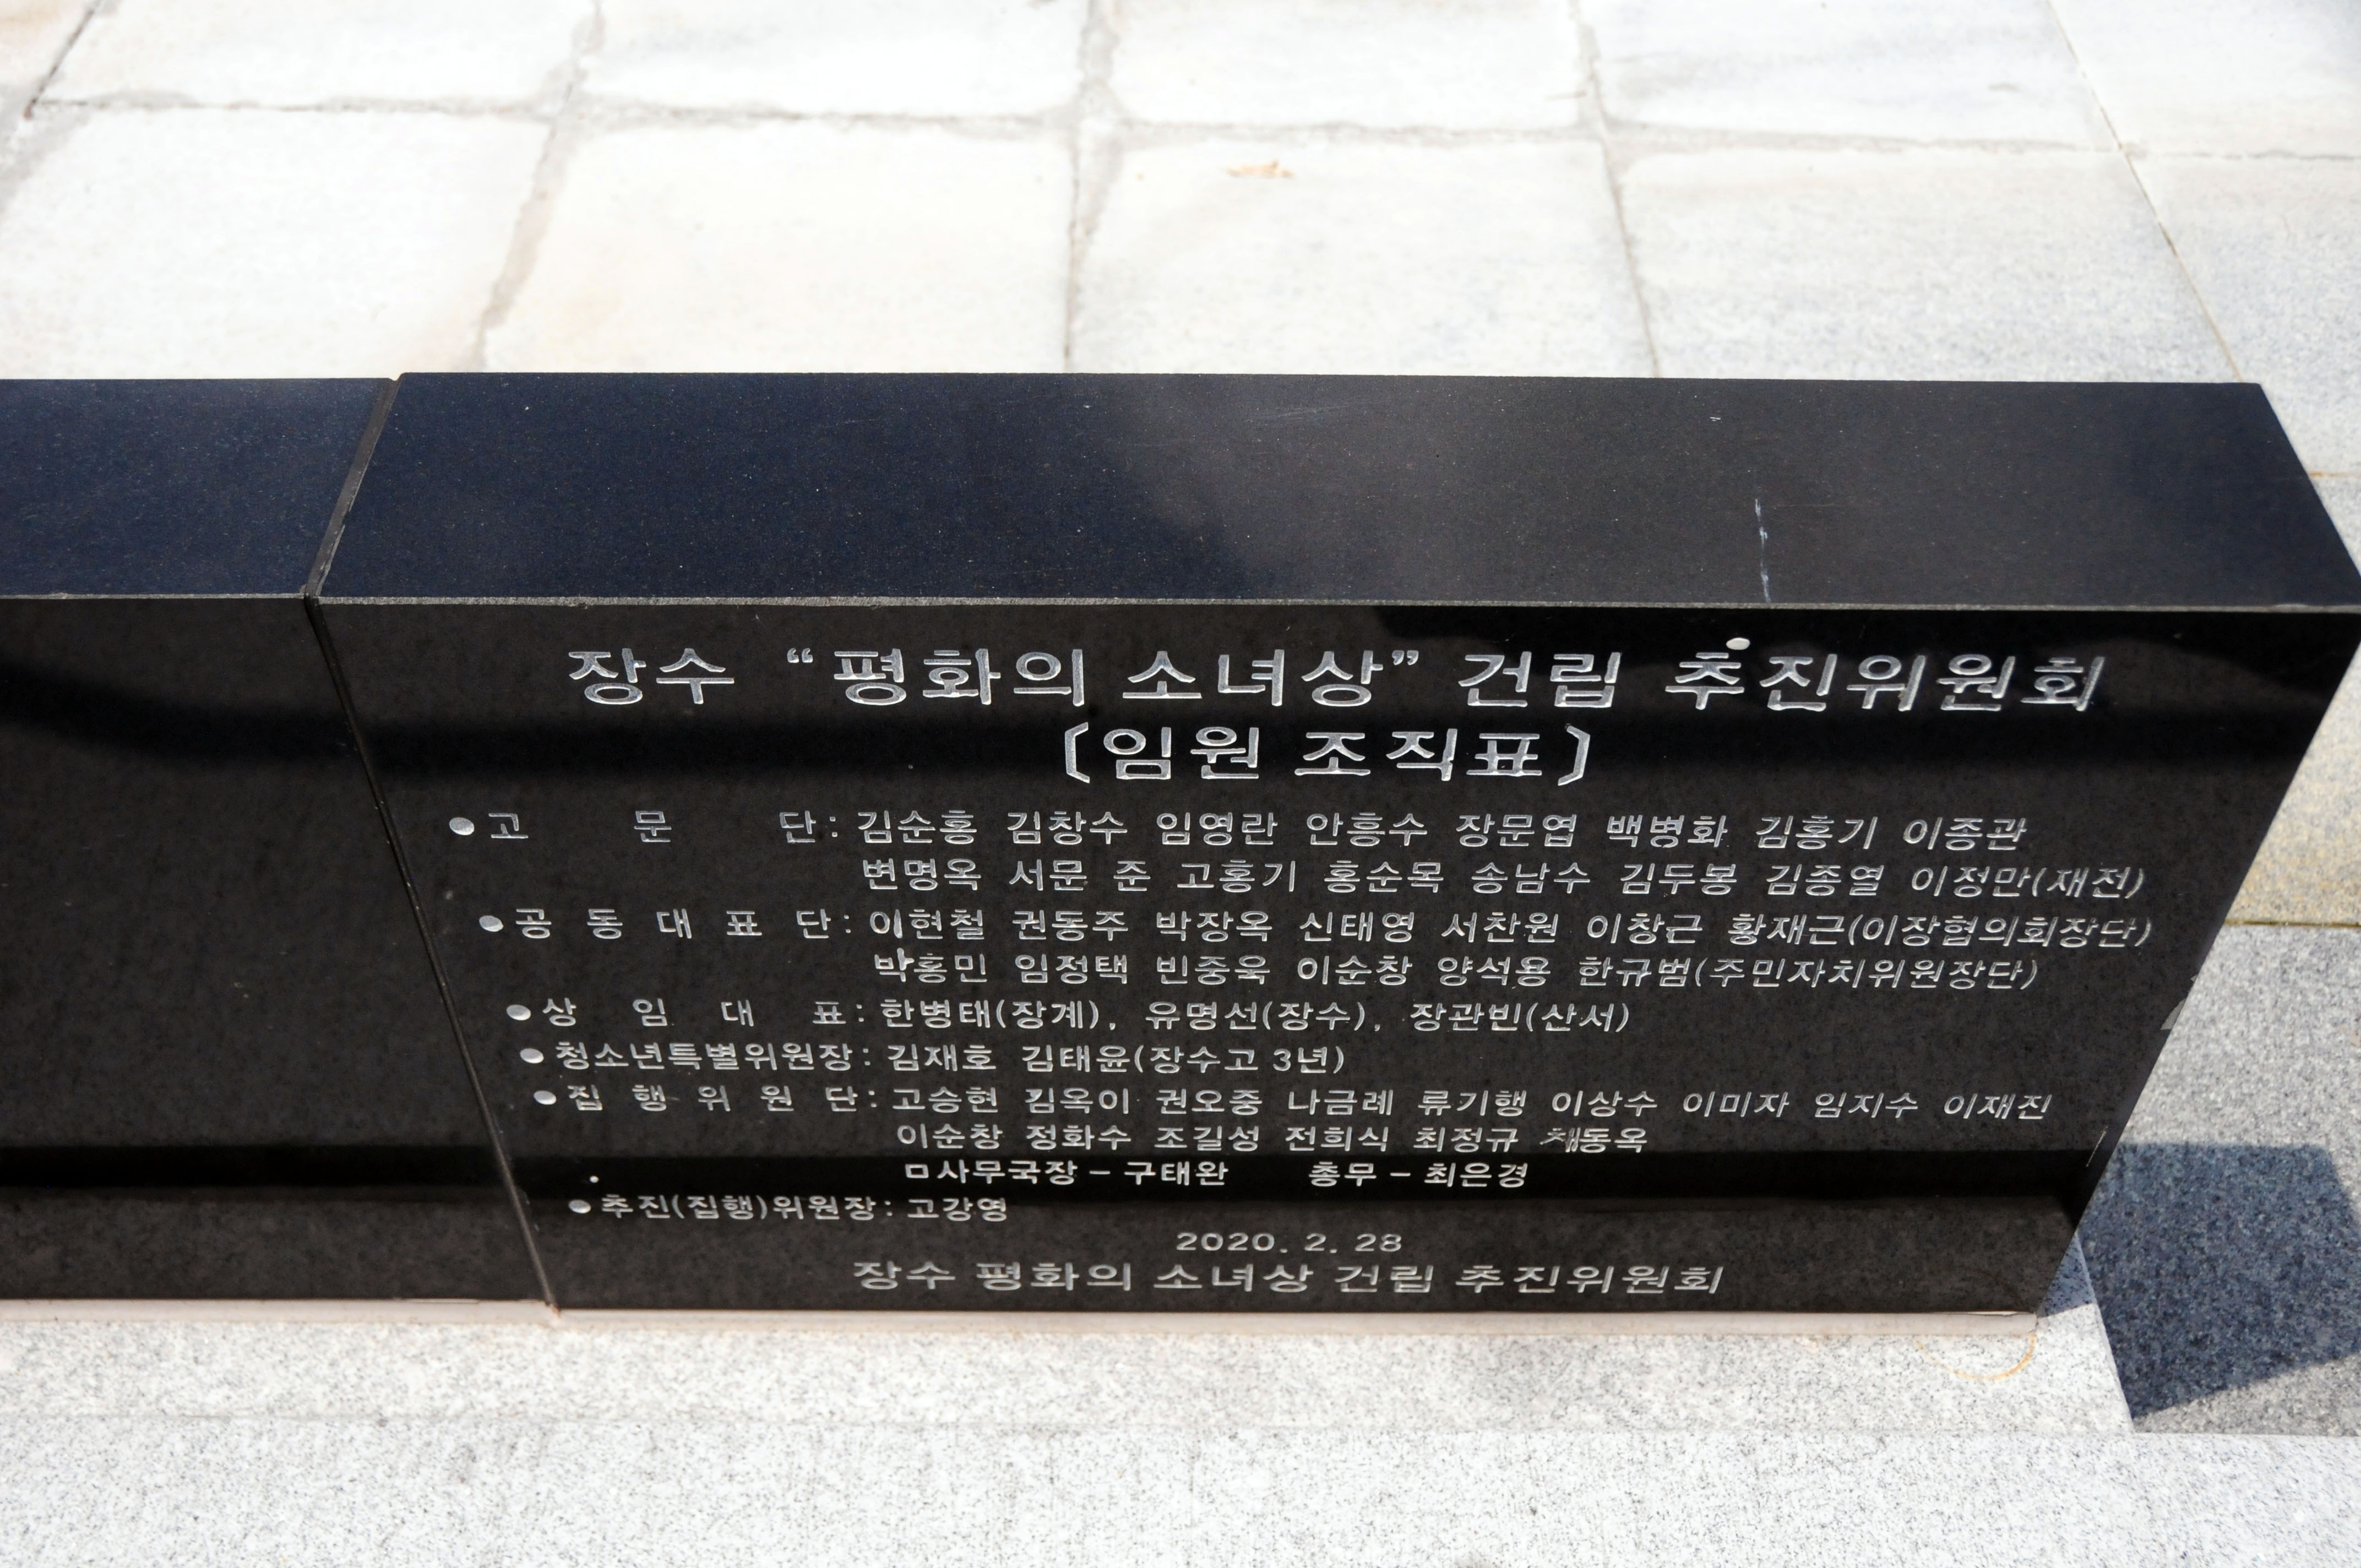 장수 “평화의 소녀상” 건립 추진위원회
〔임원 조직표〕
●고 문 단: 김순홍 김창수 임영란 안흥수 장문엽 백병화 김홍기 이종관
변명옥 서문 준 고홍기 홍순목 송남수 김두봉 김종열 이정만(재전)
●공 동 대 표 단: 이현철 권동주 박장옥 신태영 서찬원 이창근 황재근(이장협의회장단)
박홍민 임정택 빈중욱 이순창 양석용 한규범(주민자치위원장단)
●상 임 대 표: 한병태(장계), 유명선(장수), 장관빈(산서)
●청소년특별위원장: 김재호 김태윤(장수고 3년)
●집 행 위 원 단: 고승현 김옥이 권오중 나금례 류기행 이상수 이미자 임지수 이재진
이순창 정화수 조길성 전희식 최정규
ㅁ사무국장 - 구태완 총무 - 최은경
●추진(집행)위원장: 고강영
2020. 2. 28
장수 평화의 소녀상 건립 추진위원회